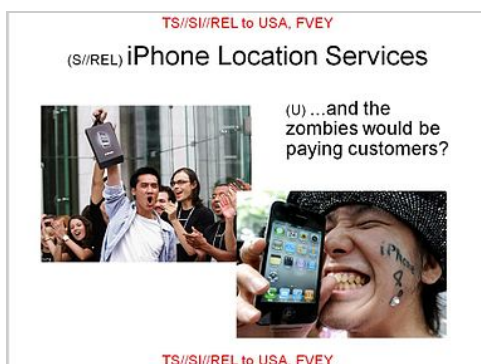 TS//SI//REL to USA, FVEY
(S//REL) iPhone Location Services
(U) ...and the
zombies would be
paying customers?
iPhone
4
TS//SI//REL to USA, FVEY